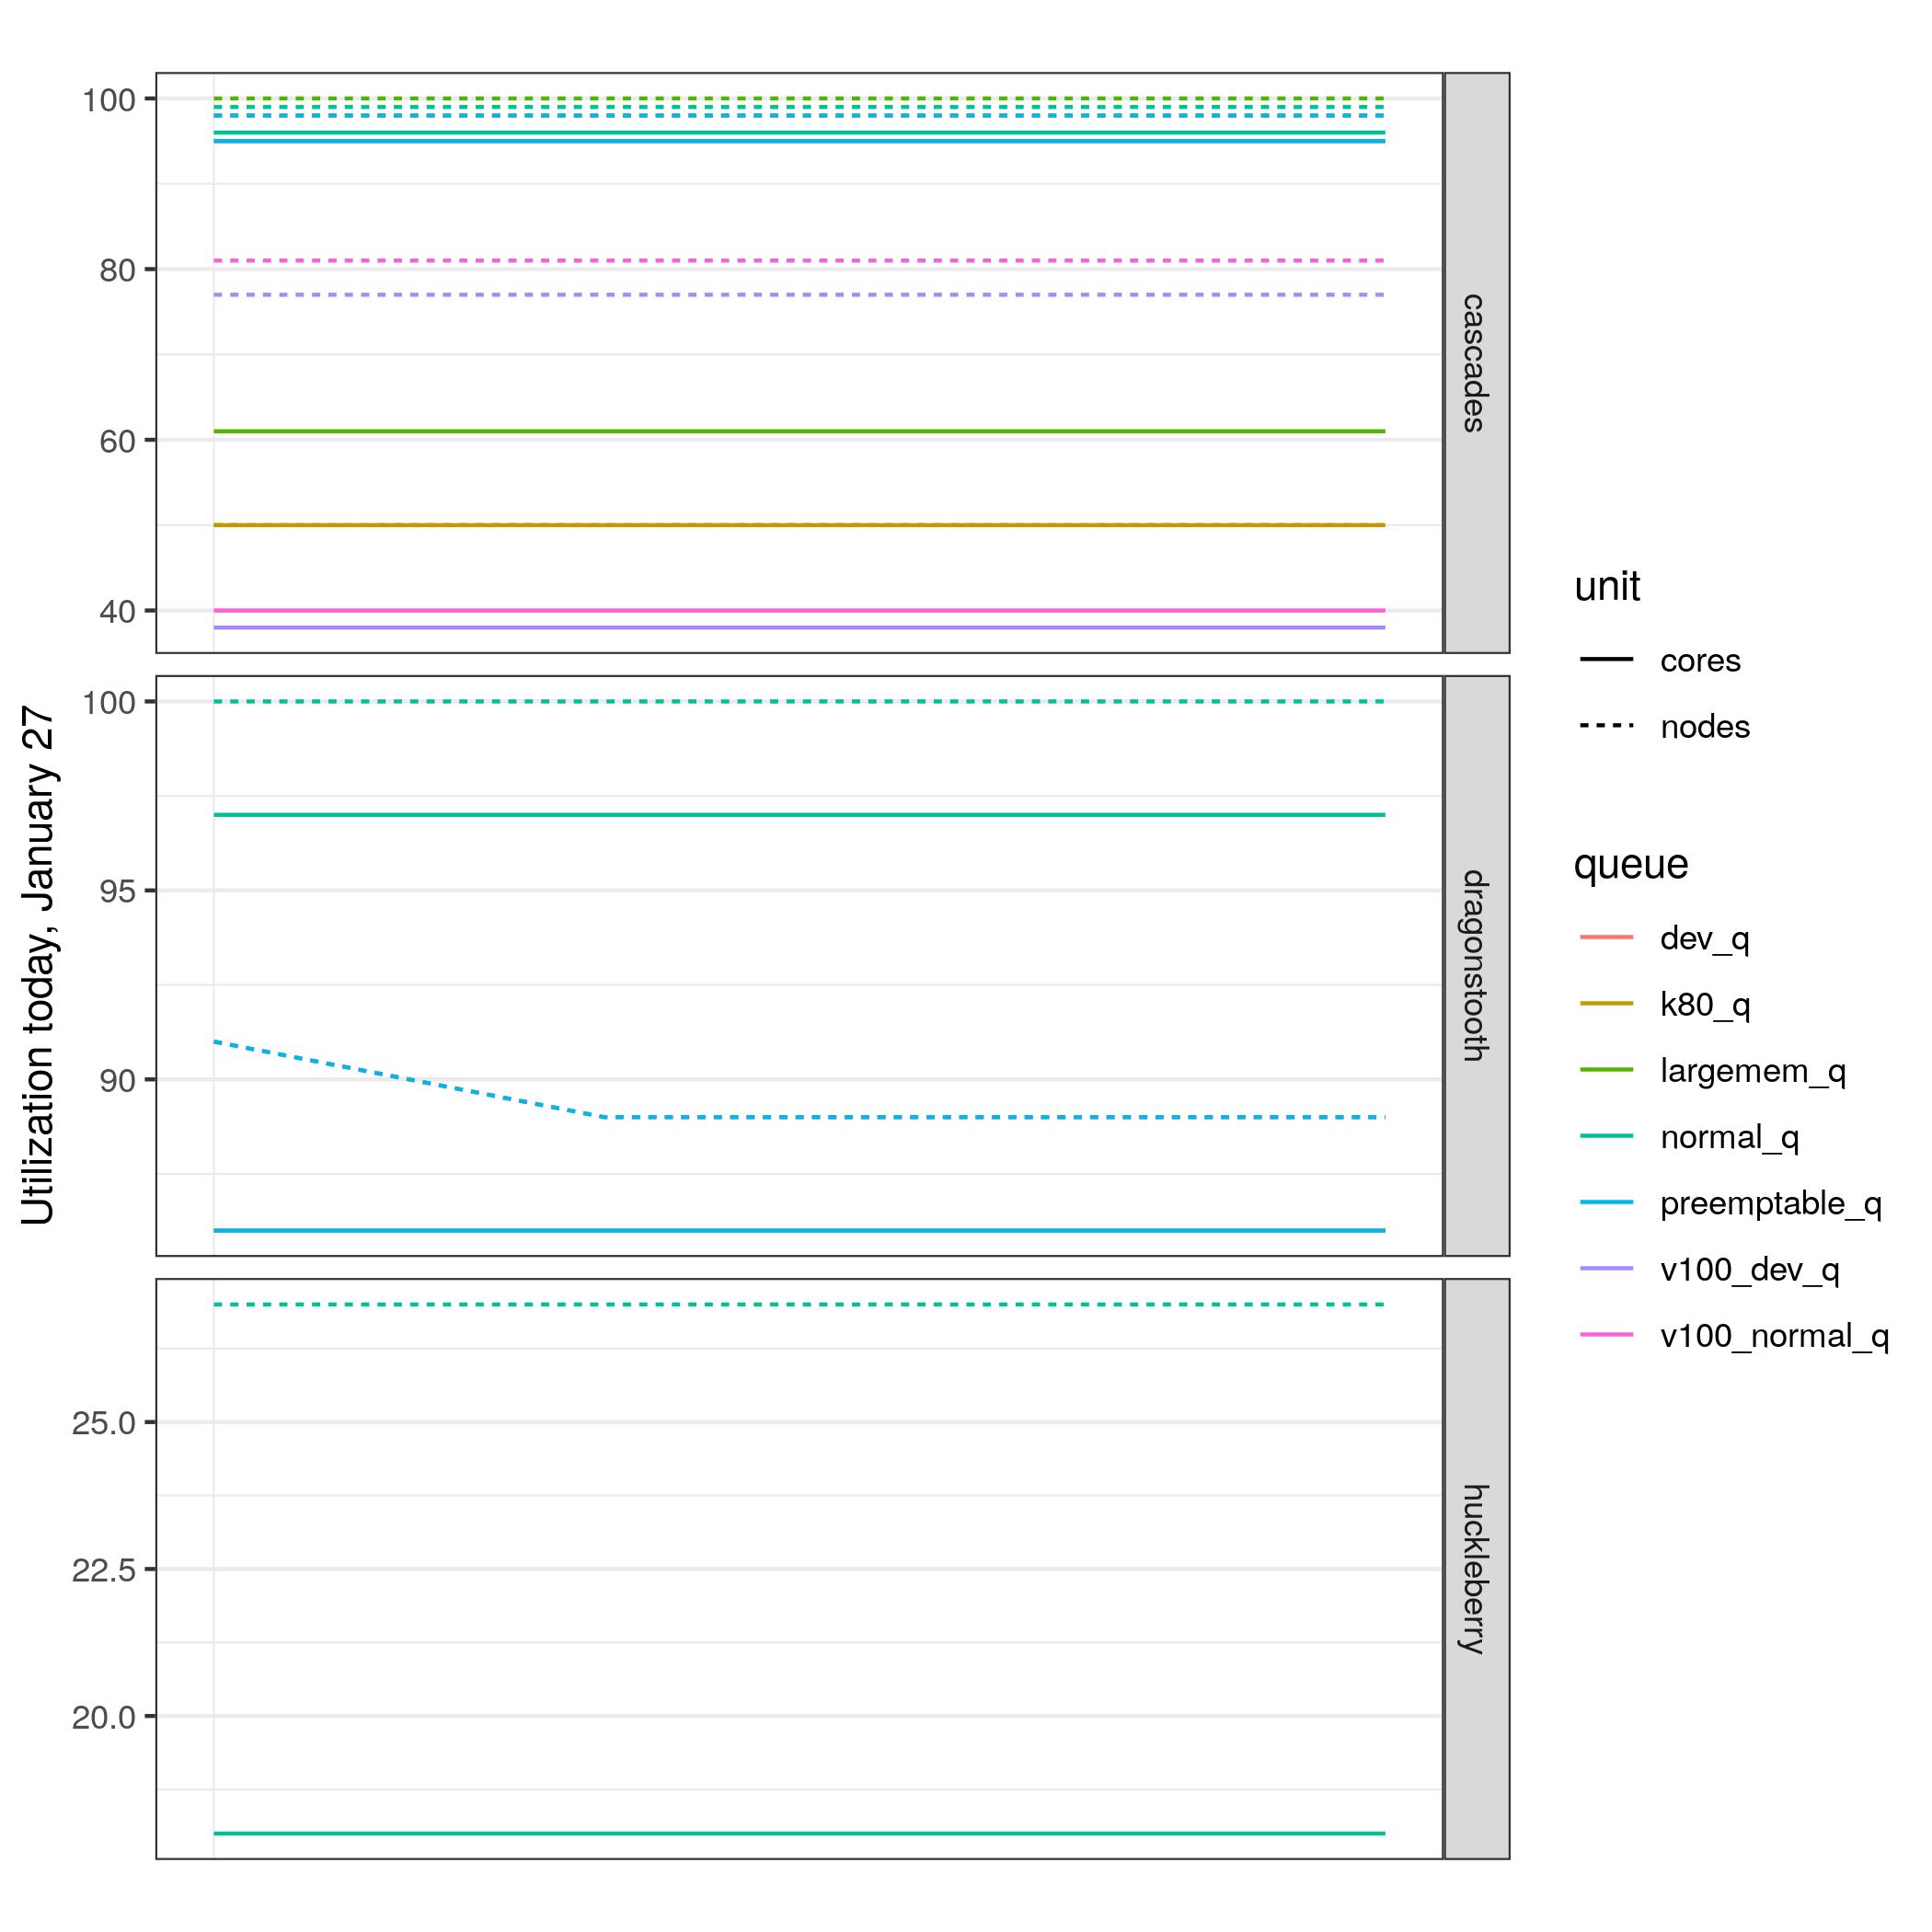 Utilization today, January 27
100
80
60
40
cascades
100
95
90
dragonstooth
25.0
22.5
20.0
huckleberry
unit
cores
nodes
queue
dev_q
k80_q
largemem_q
normal_q
preemptable_q
v100_dev_q
v100_normal_q